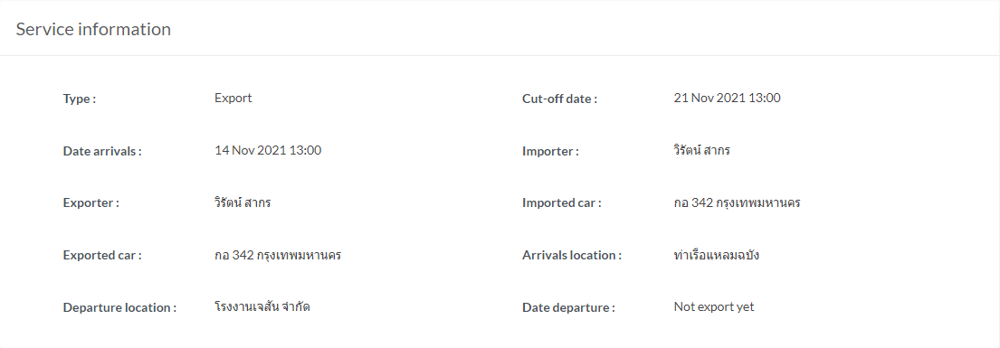 Service information
Type : Export Cut-off date : 21 Nov 2021 13:00
Date arrivals : 14 Nov 2021 13:00 Importer : วิรัตน์ สากร
Exporter : วิรัตน์ สากร Imported car : กอ 342 กรุงเทพมหานคร
Exported car : กอ 342 กรุงเทพมหานคร Arrivals location : ท่าเรือแหลมฉบัง
Departure location : โรงงานเจสัน จำกัด Date departure : Not export yet